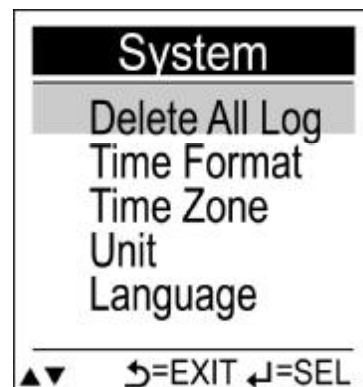 System
Delete All Log
Time Format
Time Zone
Unit
Language
▲▼ ⮌=EXIT ↵=SEL